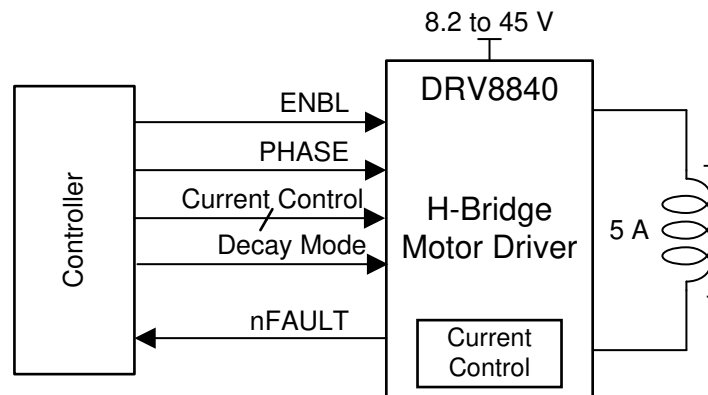 8.2 to 45 V
DRV8840
ENBL
PHASE
Current Control
Decay Mode
nFAULT
Controller
H-Bridge
Motor Driver
5 A
Current
Control